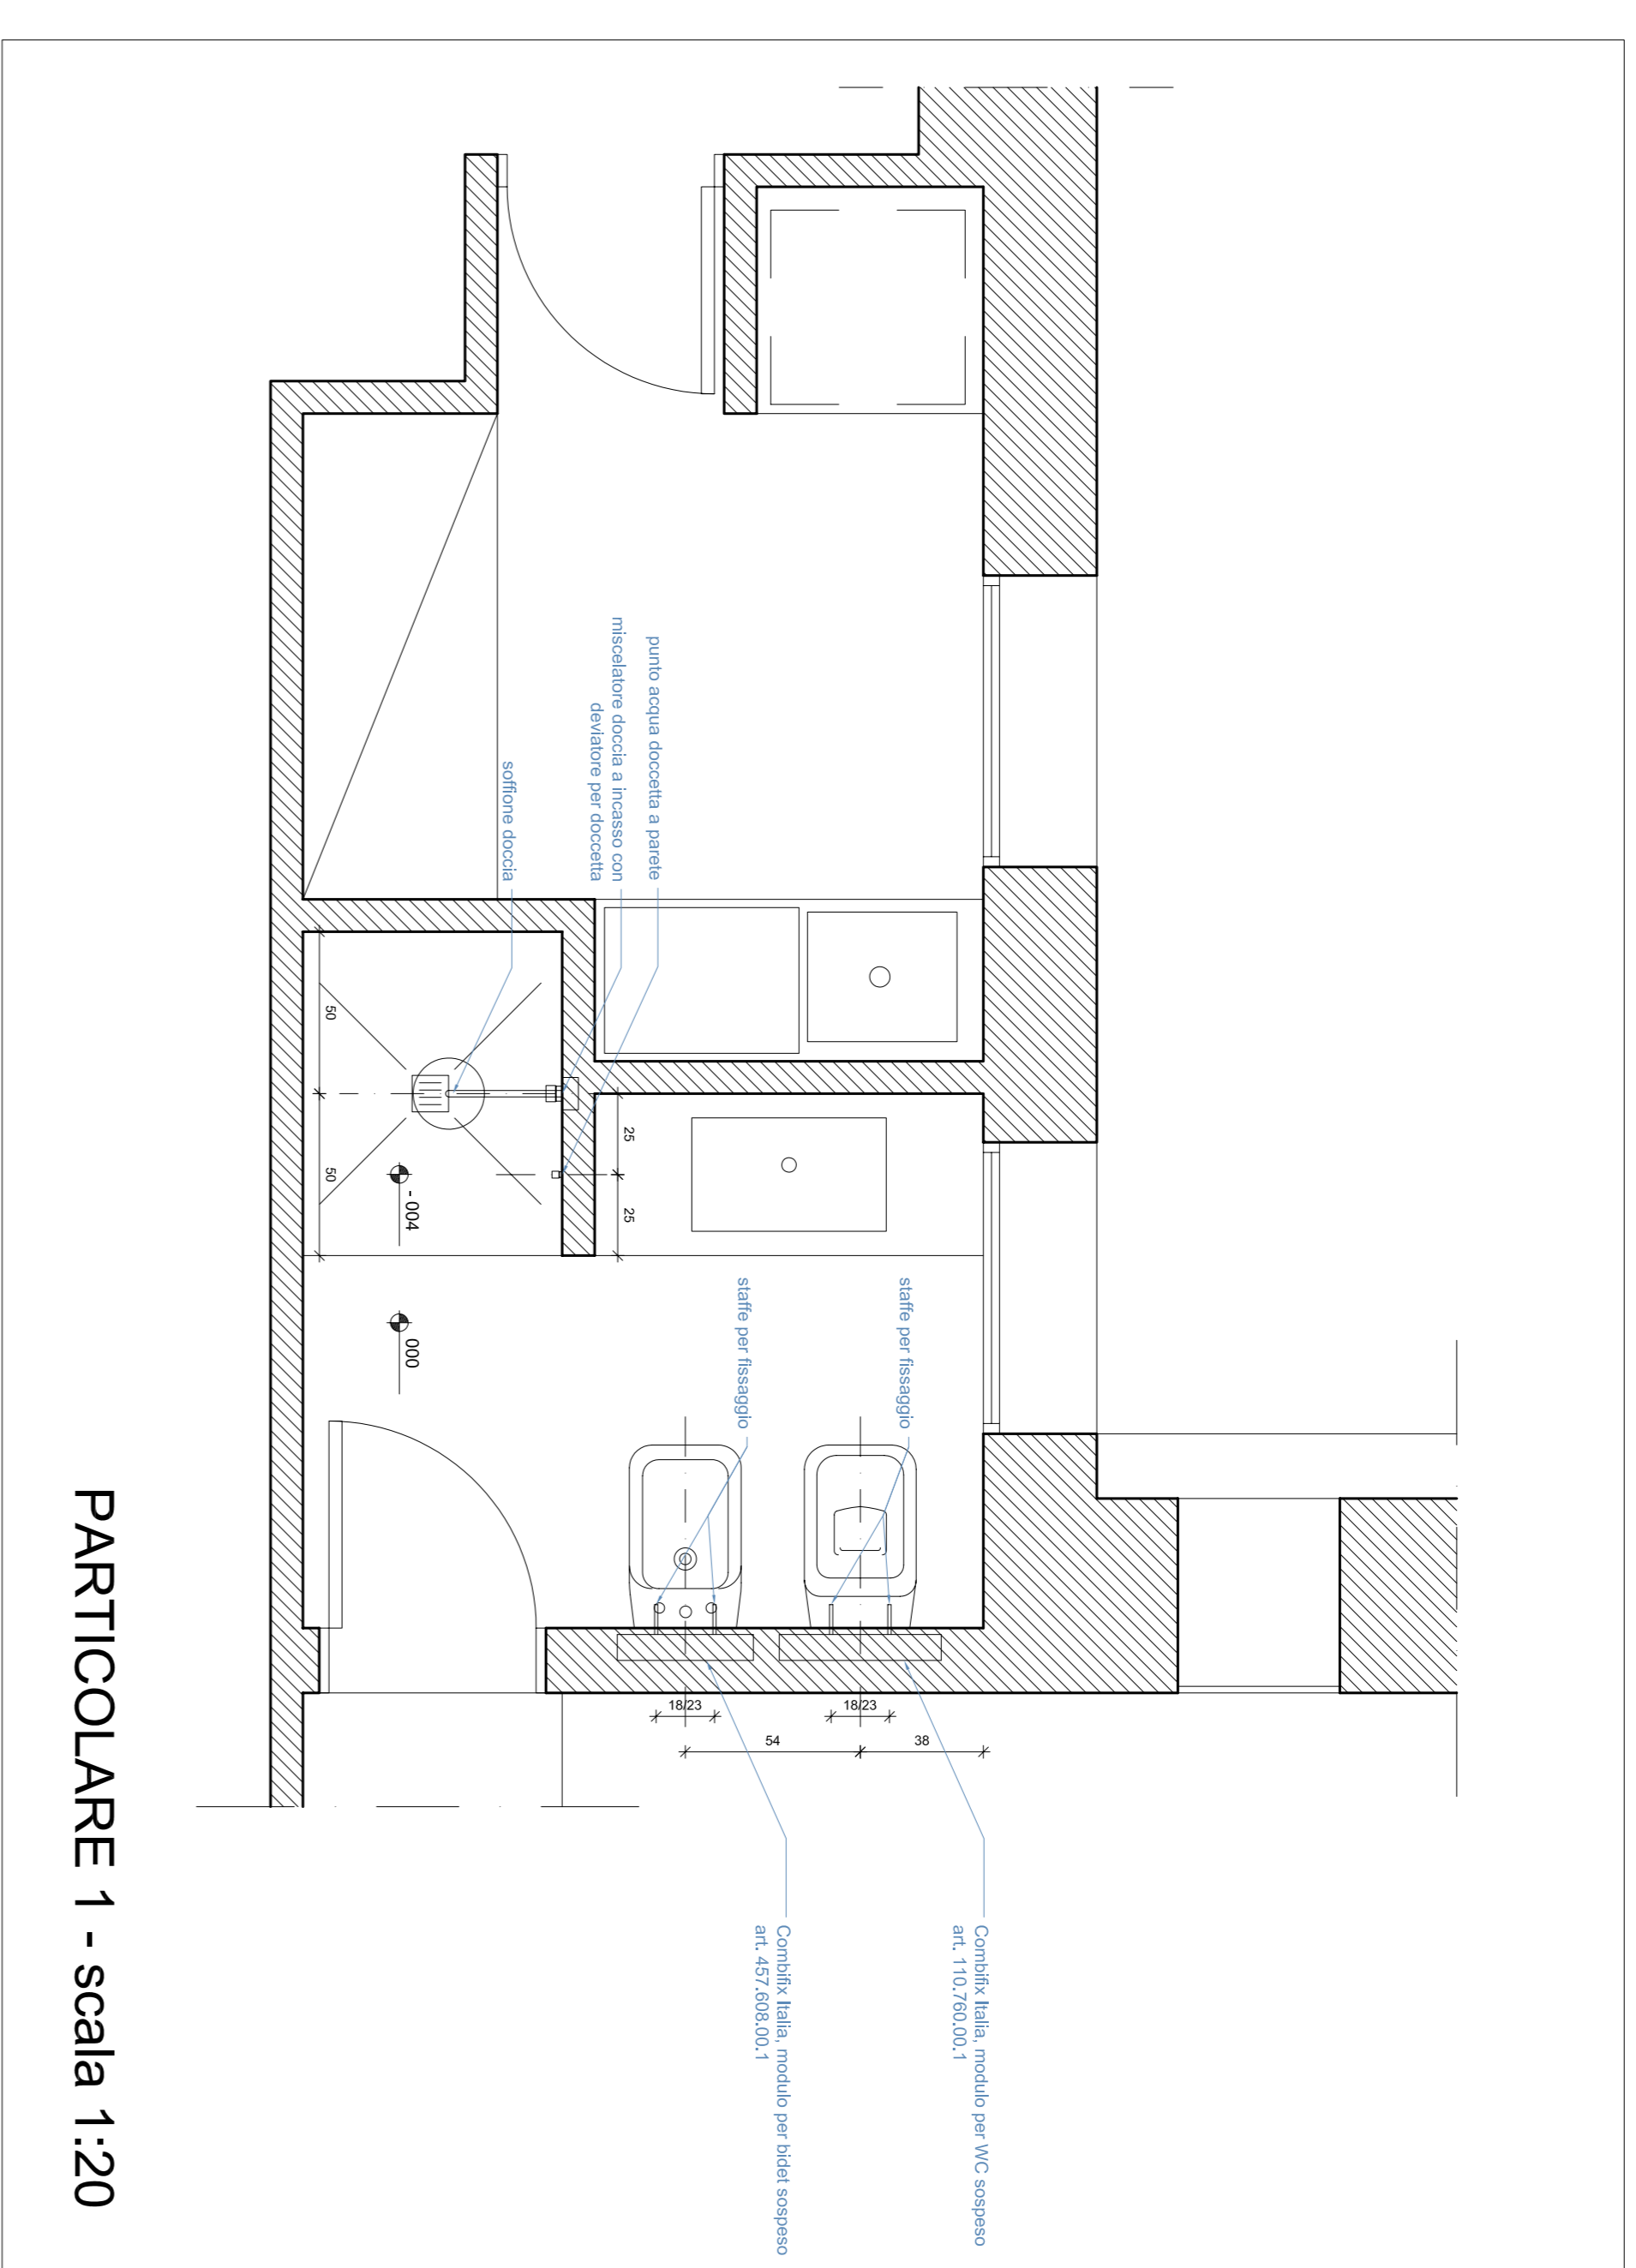 Combifix Italia, modulo per WC sospeso
art. 110.760.00.1
Combifix Italia, modulo per bidet sospeso
art. 457.608.00.1
staffe per fissaggio
staffe per fissaggio
punto acqua doccetta a parete
miscelatore doccia a incasso con
deviatore per doccetta
soffione doccia
25
25
50
50
- 004
000
18/23
18/23
54
38
PARTICOLARE 1 - scala 1:20